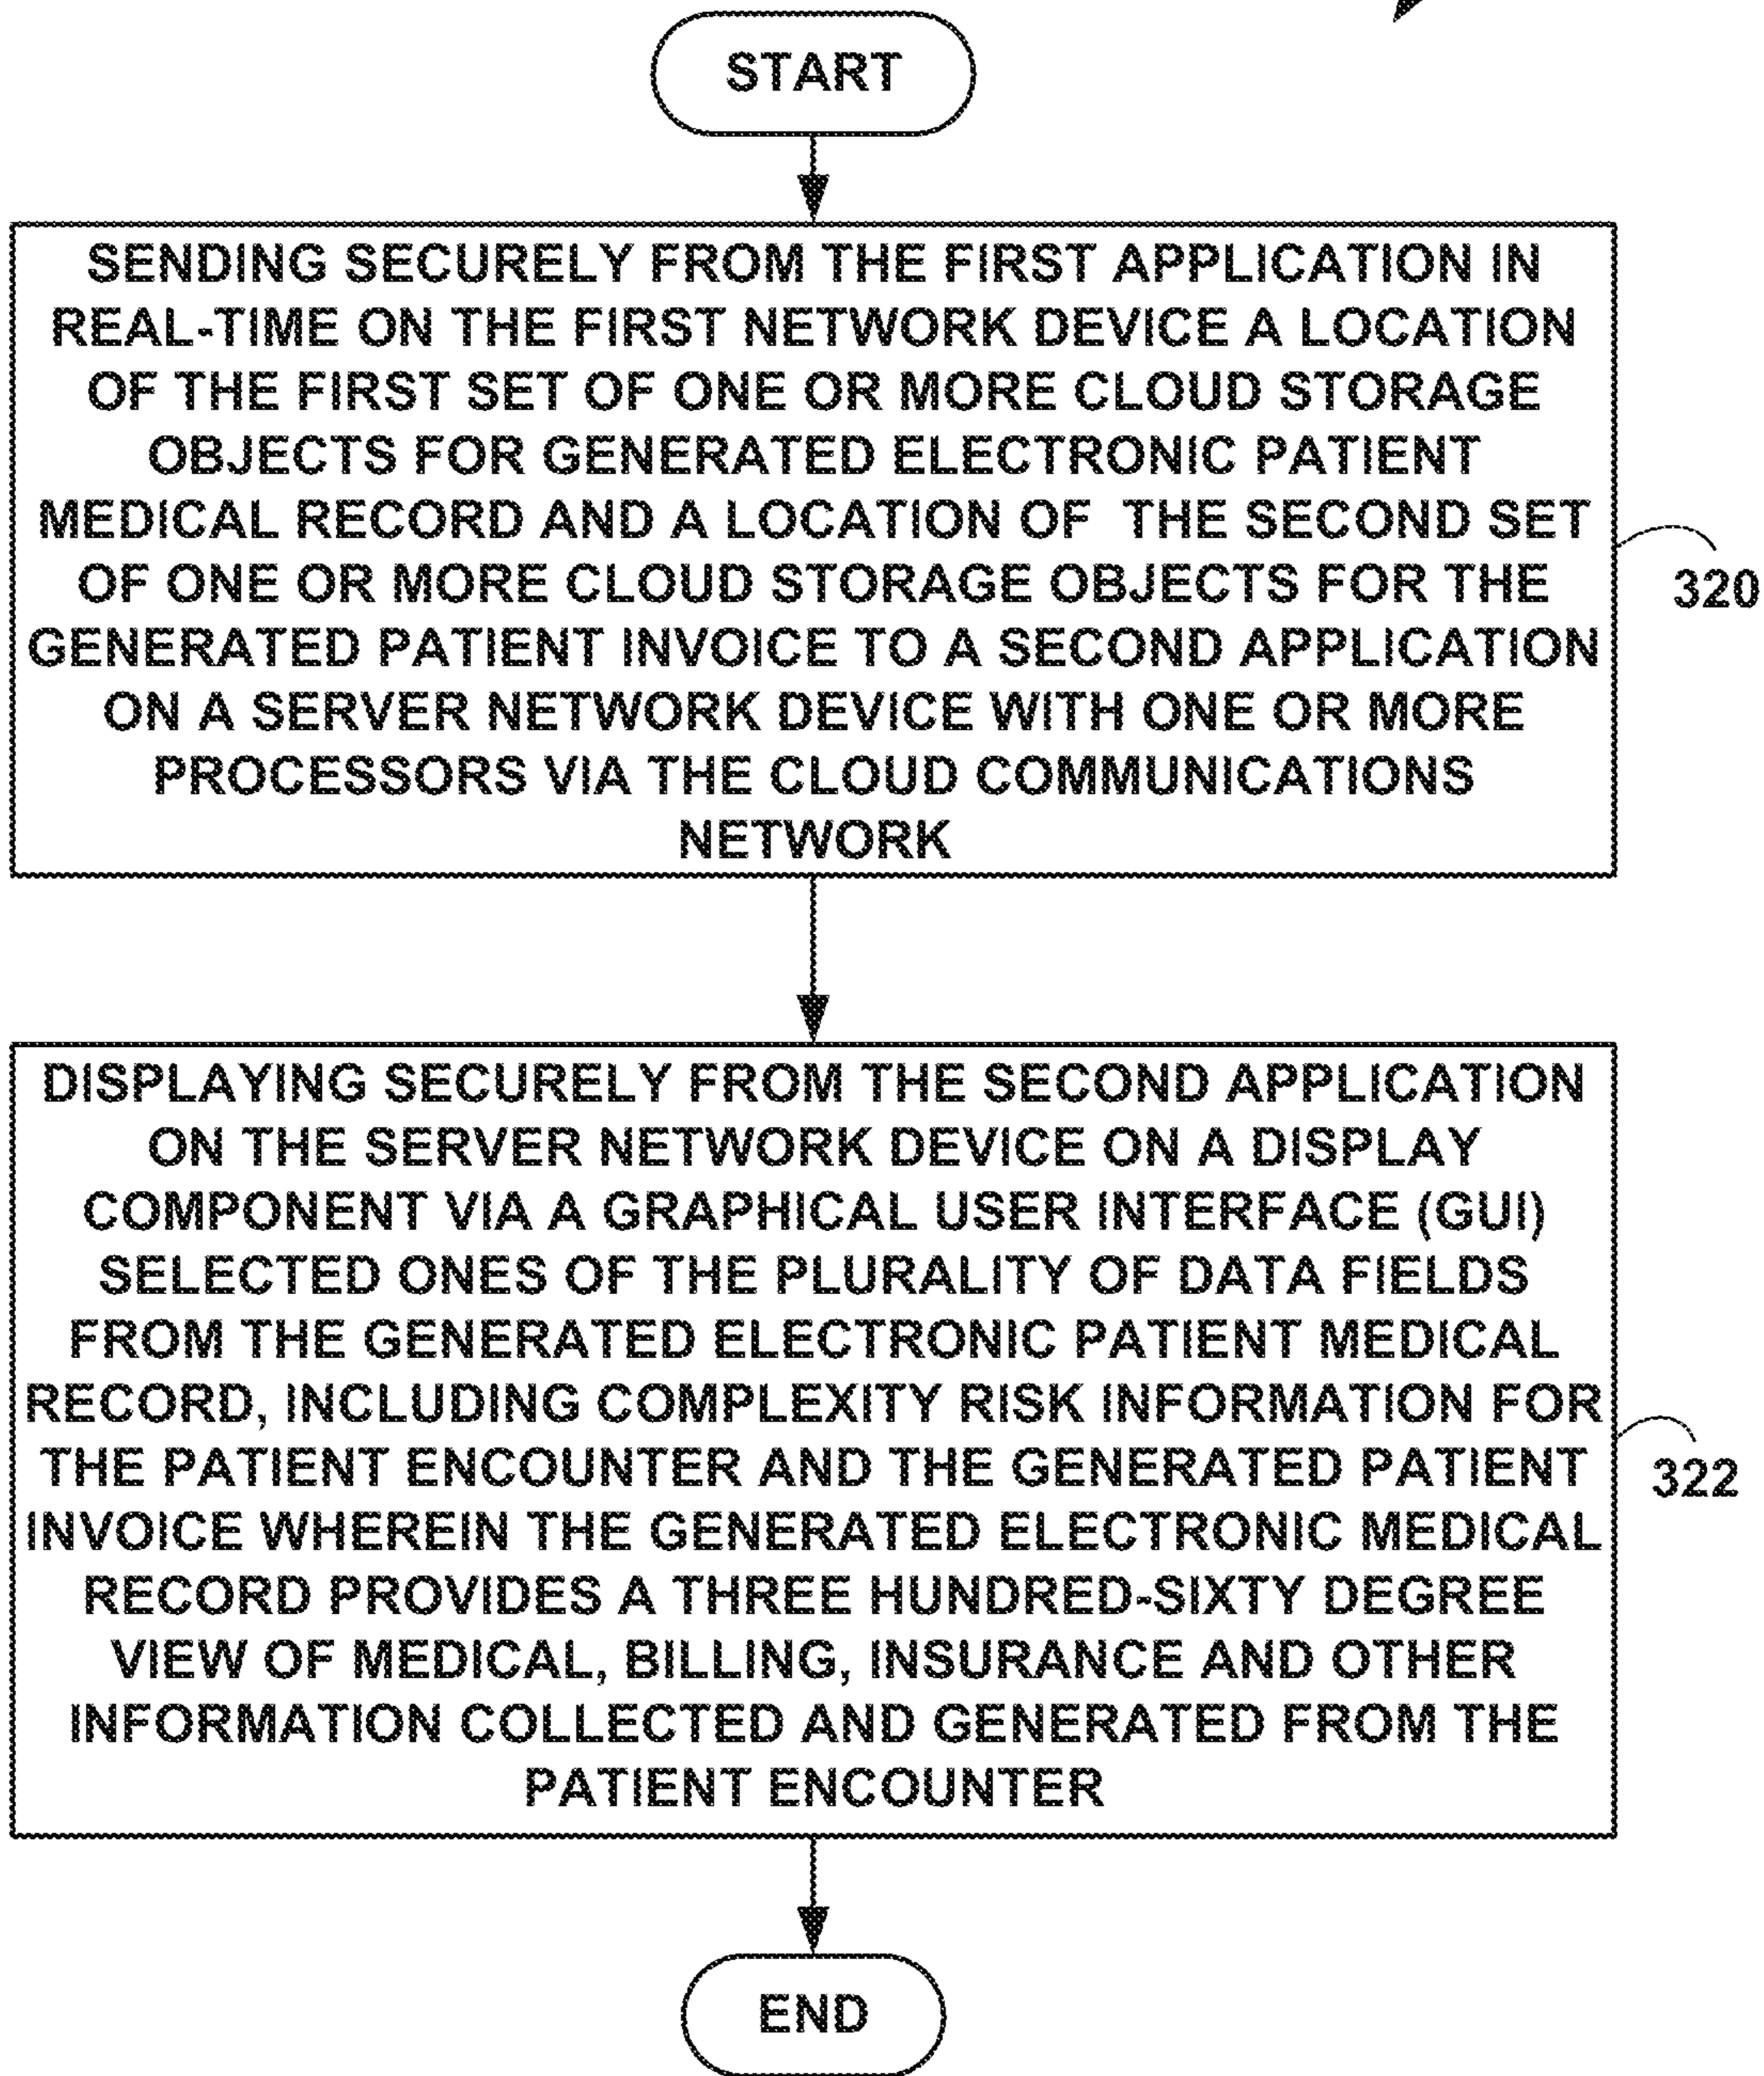 START
SENDING SECURELY FROM THE FIRST APPLICATION IN
REAL-TIME ON THE FIRST NETWORK DEVICE A LOCATION
OF THE FIRST SET OF ONE OR MORE CLOUD STORAGE
OBJECTS FOR GENERATED ELECTRONIC PATIENT
MEDICAL RECORD AND A LOCATION OF THE SECOND SET
OF ONE OR MORE CLOUD STORAGE OBJECTS FOR THE
GENERATED PATIENT INVOICE TO A SECOND APPLICATION
ON A SERVER NETWORK DEVICE WITH ONE OR MORE
PROCESSORS VIA THE CLOUD COMMUNICATIONS
NETWORK
320
DISPLAYING SECURELY FROM THE SECOND APPLICATION
ON THE SERVER NETWORK DEVICE ON A DISPLAY
COMPONENT VIA A GRAPHICAL USER INTERFACE (GUI)
SELECTED ONES OF THE PLURALITY OF DATA FIELDS
FROM THE GENERATED ELECTRONIC PATIENT MEDICAL
RECORD, INCLUDING COMPLEXITY RISK INFORMATION FOR
THE PATIENT ENCOUNTER AND THE GENERATED PATIENT
INVOICE WHEREIN THE GENERATED ELECTRONIC MEDICAL
RECORD PROVIDES A THREE HUNDRED-SIXTY DEGREE
VIEW OF MEDICAL, BILLING, INSURANCE AND OTHER
INFORMATION COLLECTED AND GENERATED FROM THE
PATIENT ENCOUNTER
322
END